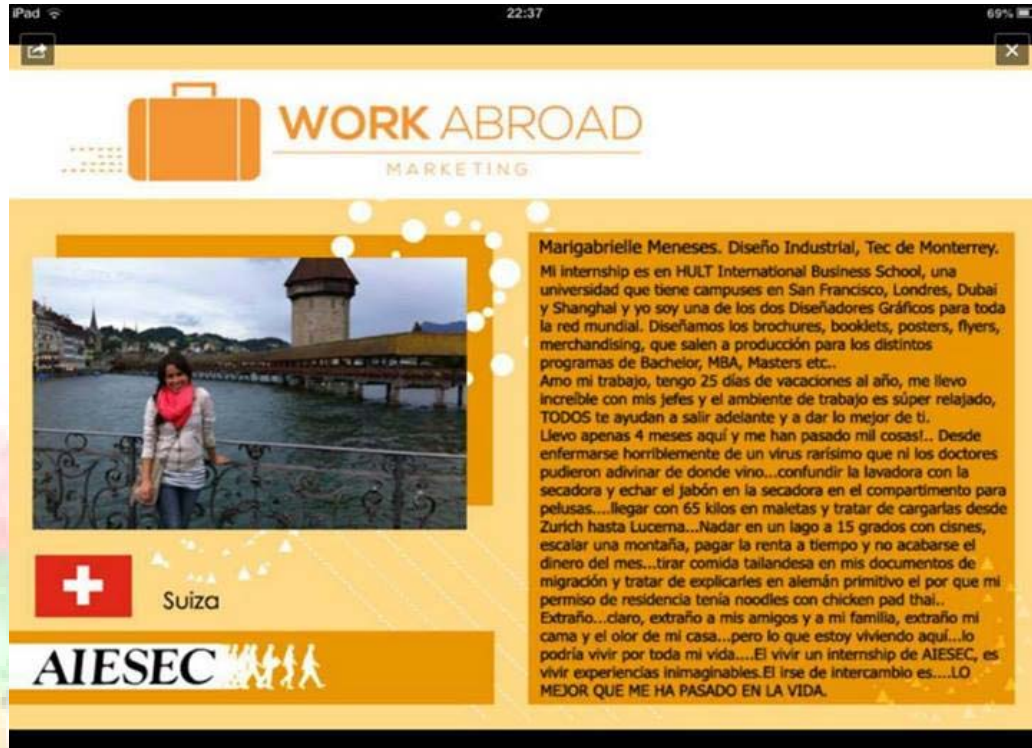 iPad 22:37 69%
WORK ABROAD
MARKETING
Marigabrielle Meneses. Diseño Industrial, Tec de Monterrey.
Mi internship es en HULT International Business School, una
universidad que tiene campuses en San Francisco, Londres, Dubai
y Shanghai y yo soy una de los dos Diseñadores Gráficos para toda
la red mundial. Diseñamos los brochures, booklets, posters, flyers,
merchandising, que salen a producción para los distintos
programas de Bachelor, MBA, Masters etc..
Amo mi trabajo, tengo 25 días de vacaciones al año, me llevo
increíble con mis jefes y el ambiente de trabajo es súper relajado,
TODOS te ayudan a salir adelante y a dar lo mejor de ti.
Llevo apenas 4 meses aquí y me han pasado mil cosas!.. Desde
enfermarse horriblemente de un virus rarísimo que ni los doctores
pudieron adivinar de donde vino...confundir la lavadora con la
secadora y echar el jabón en la secadora en el compartimento para
pelusas....llegar con 65 kilos en maletas y tratar de cargarlas desde
Zurich hasta Lucerna...Nadar en un lago a 15 grados con cisnes,
escalar una montaña, pagar la renta a tiempo y no acabarse el
dinero del mes...tirar comida tailandesa en mis documentos de
migración y tratar de explicarles en alemán primitivo el por que mi
permiso de residencia tenía noodles con chicken pad thai..
Extraño...claro, extraño a mis amigos y a mi familia, extraño mi
cama y el olor de mi casa...pero lo que estoy viviendo aquí...lo
podría vivir por toda mi vida....El vivir un internship de AIESEC, es
vivir experiencias inimaginables.El irse de intercambio es....LO
MEJOR QUE ME HA PASADO EN LA VIDA.
Suiza
AIESEC